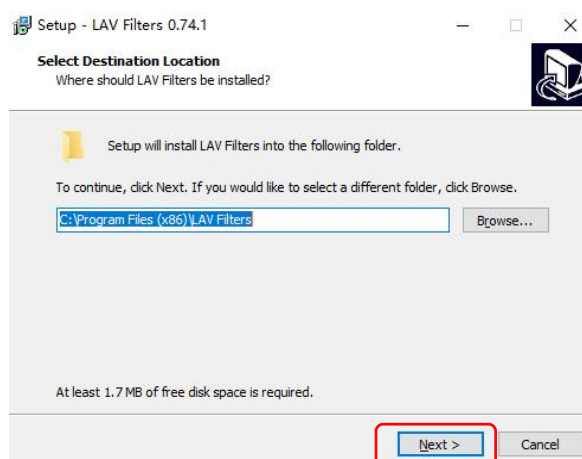 Setup - LAV Filters 0.74.1
Select Destination Location
Where should LAV Filters be installed?
Setup will install LAV Filters into the following folder.
To continue, click Next. If you would like to select a different folder, click Browse.
C:\Program Files (x86)\LAV Filters
Browse...
At least 1.7 MB of free disk space is required.
Next >
Cancel